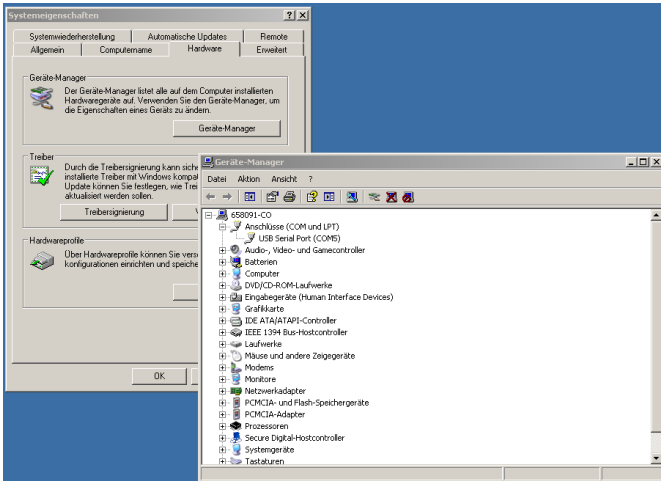 Systemeigenschaften
Systemwiederherstellung Automatische Updates Remote
Allgemein Computername Hardware Erweitert
Geräte-Manager
Der Geräte-Manager listet alle auf dem Computer installierten
Hardwaregeräte auf. Verwenden Sie den Geräte-Manager, um
die Eigenschaften eines Geräts zu ändern.
Geräte-Manager
Treiber
Durch die Treibersignierung kann
installierte Treiber mit Windows
Update können Sie festlegen, wie
aktualisiert werden sollen.
Treibersignierung
Hardwareprofile
Über Hardwareprofile können Sie
konfigurationen einrichten und
OK
Geräte-Manager
Datei Aktion Ansicht ?
658091-CO
Anschlüsse (COM und LPT)
USB Serial Port (COM5)
Audio-, Video- und Gamecontroller
Batterien
Computer
DVD/CD-ROM-Laufwerke
Eingabegeräte (Human Interface Devices)
Grafikkarte
IDE ATA/ATAPI-Controller
IEEE 1394 Bus-Hostcontroller
Laufwerke
Mäuse und andere Zeigegeräte
Modems
Monitore
Netzwerkadapter
PCMCIA- und Flash-Speichergeräte
PCMCIA-Adapter
Prozessoren
Secure Digital-Hostcontroller
Systemgeräte
Tastaturen